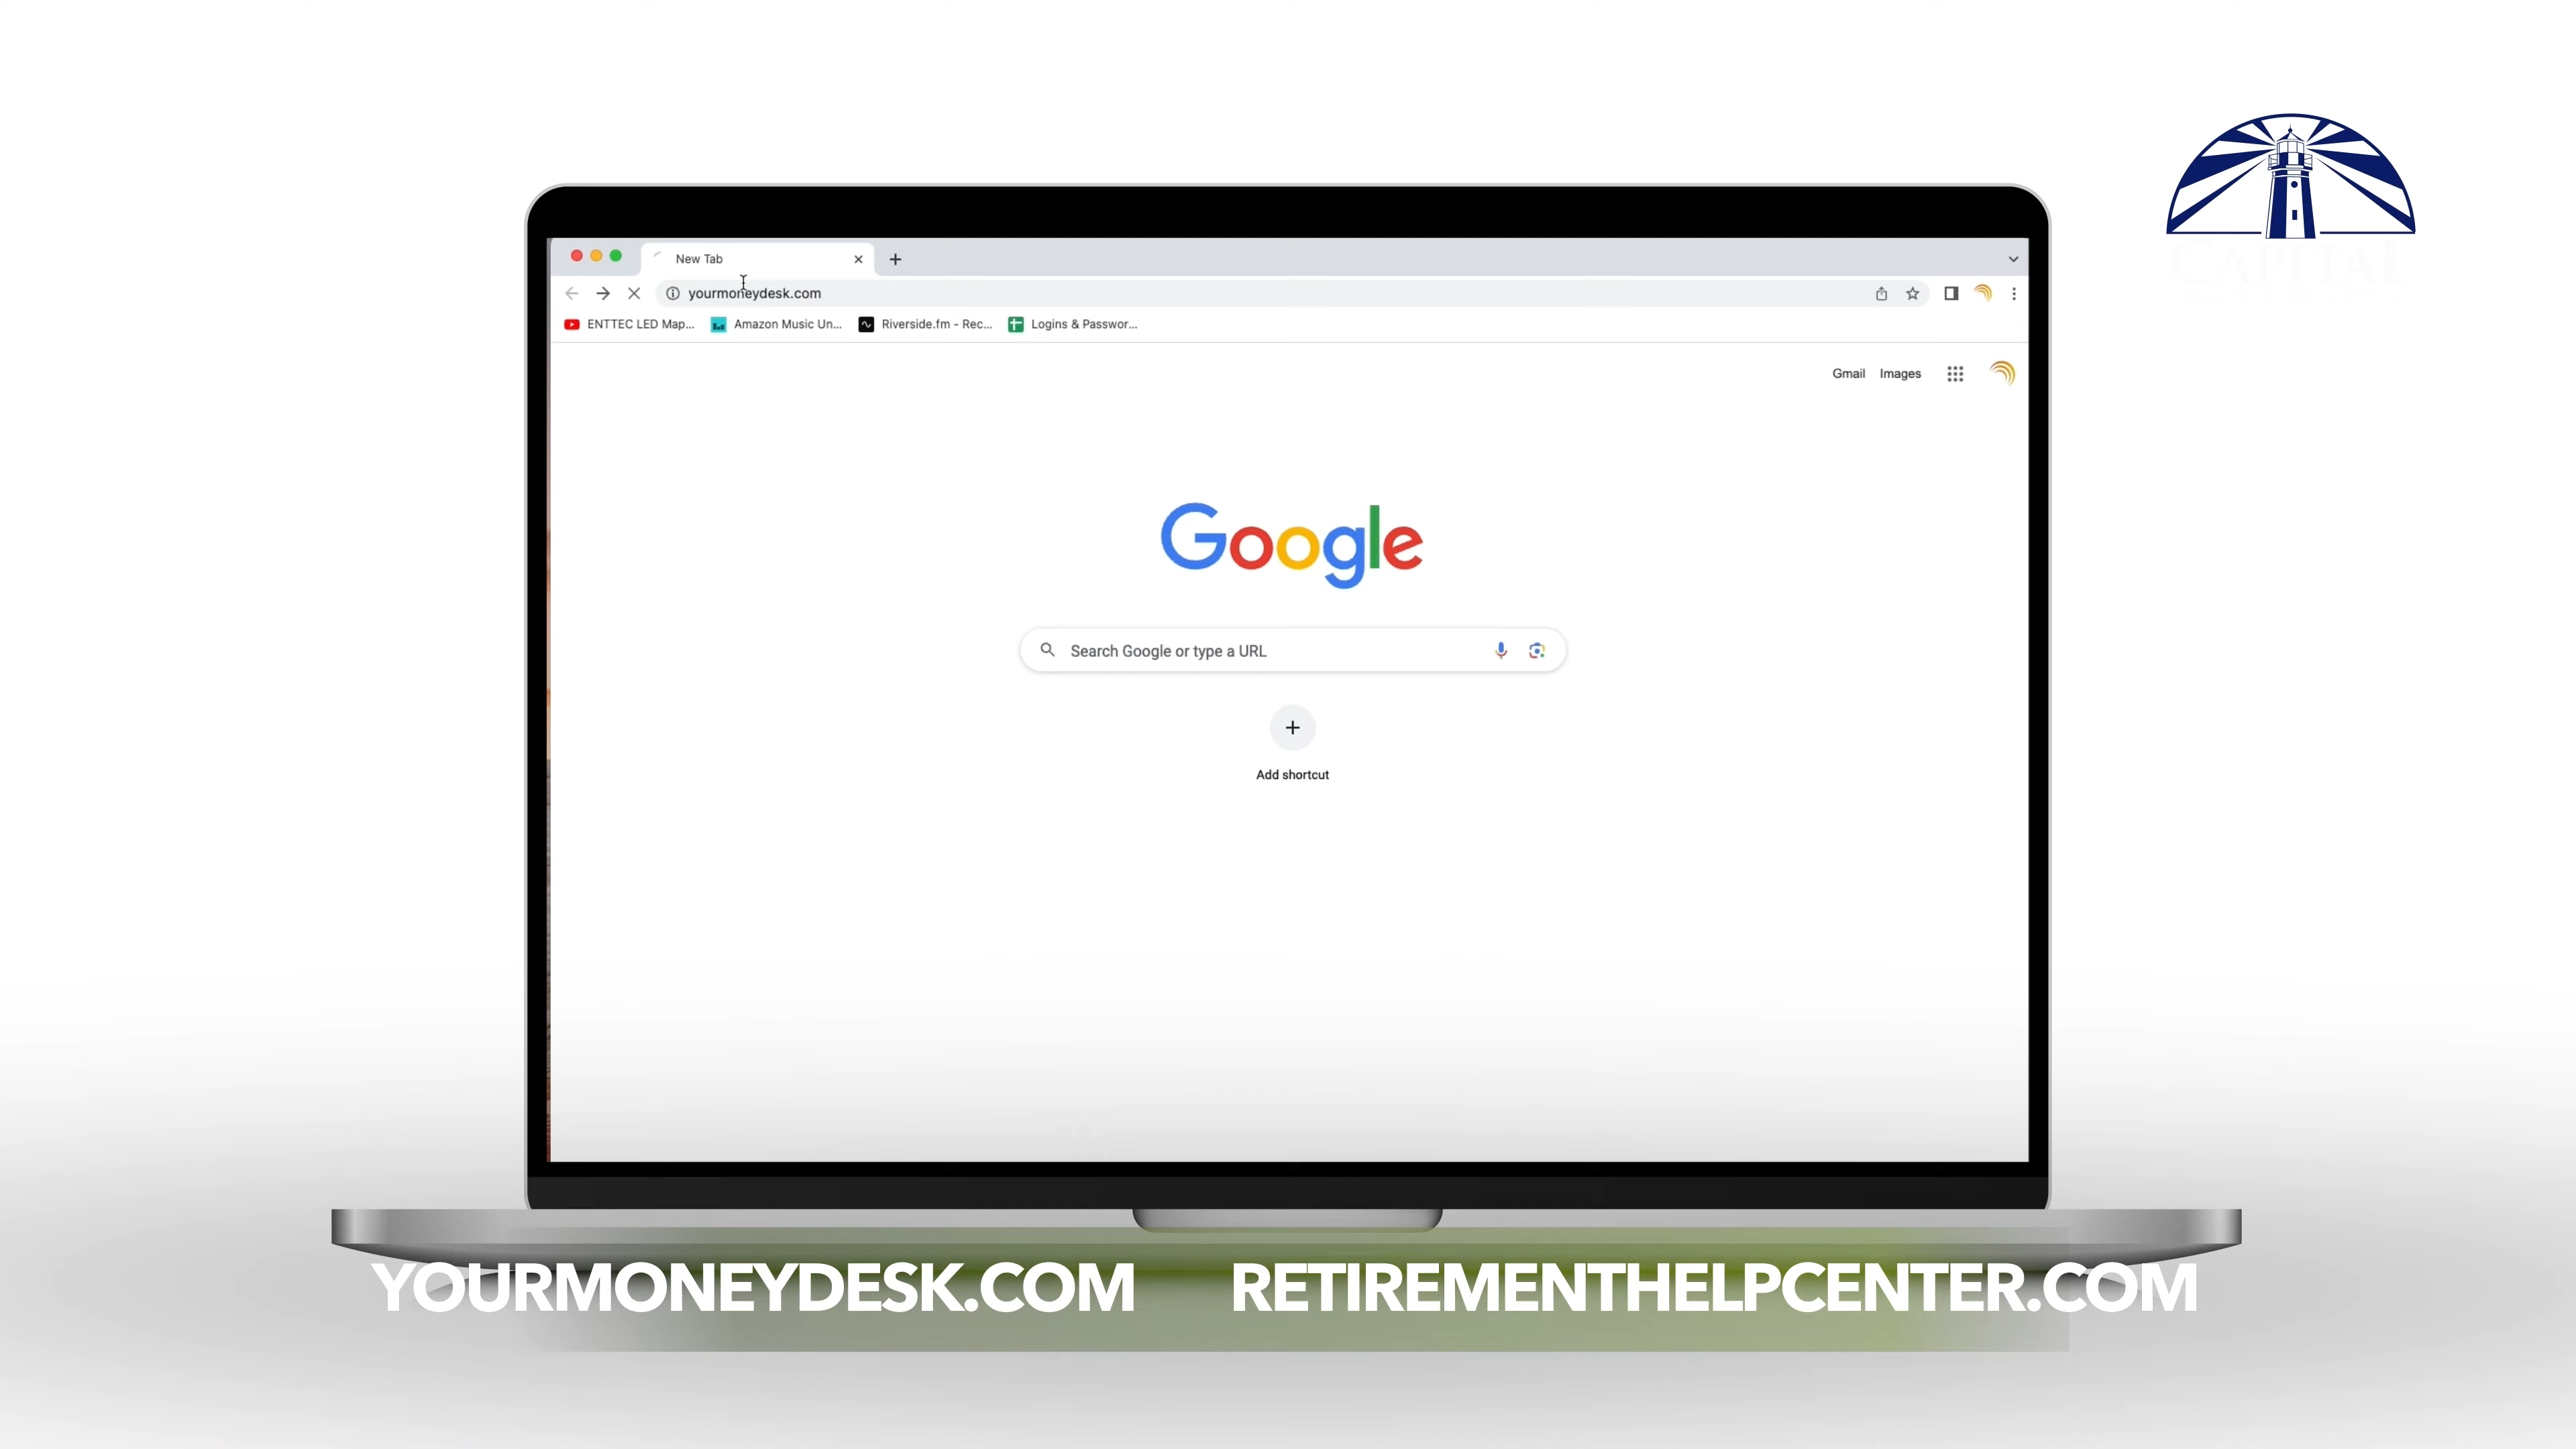 CAPITAL
New Tab
yourmoneydesk.com
ENTTEC LED Map...
Amazon Music Un...
Riverside.fm - Rec...
Logins & Passwor...
Gmail
Images
Google
Search Google or type a URL
Add shortcut
YOURMONEYDESK.COM
RETIREMENTHELPCENTER.COM